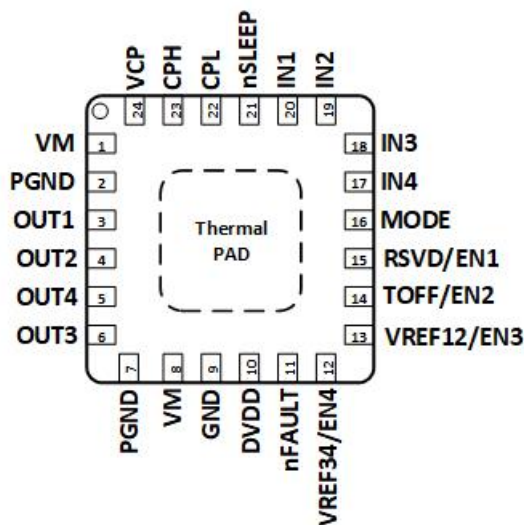 VCP
CPH
CPL
nSLEEP
IN1
IN2
24
23
22
21
20
19
VM 1
18 IN3
PGND 2
17 IN4
OUT1 3
16 MODE
Thermal
PAD
OUT2 4
15 RSVD/EN1
OUT4 5
14 TOFF/EN2
OUT3 6
13 VREF12/EN3
7
8
9
10
11
12
PGND
VM
GND
DVDD
nFAULT
VREF34/EN4